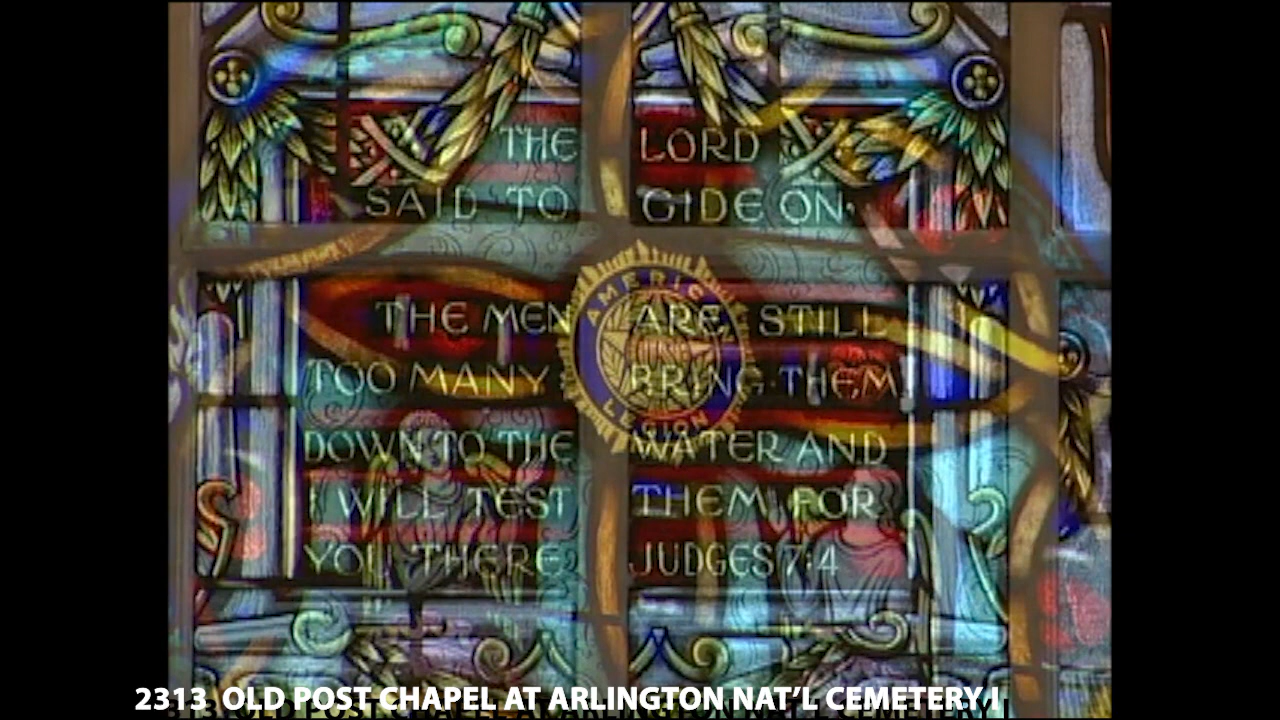 THE LORD
SAID TO GIDEON·
THE MEN ARE STILL
TOO MANY· BRING THEM
DOWN TO THE WATER AND
I WILL TEST THEM FOR
YOU THERE JUDGES 7:4
AMERICAN
LEGION
2313 OLD POST CHAPEL AT ARLINGTON NAT'L CEMETERY I